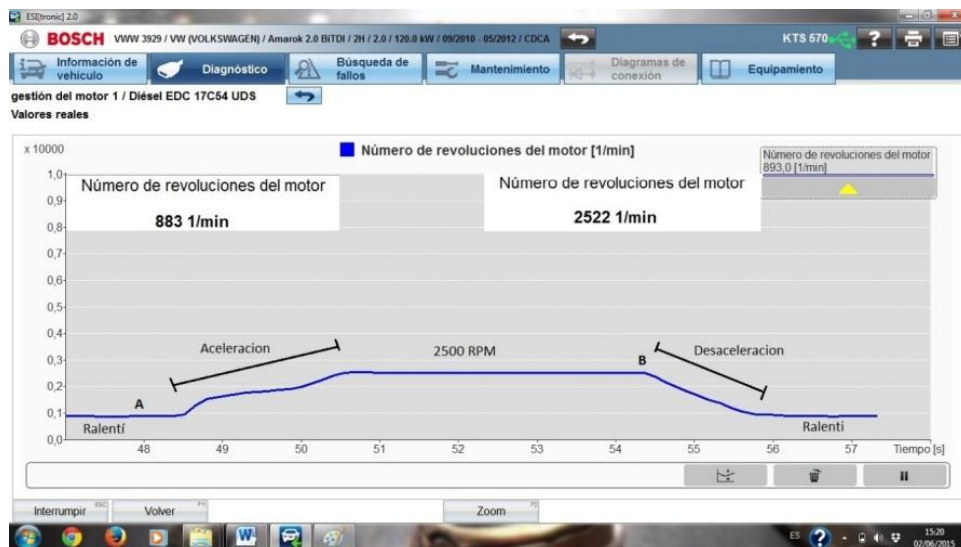 ESI[tronic] 2.0
BOSCH VWW 3929 / VW (VOLKSWAGEN) / Amarok 2.0 BiTDI / 2H / 2.0 / 120.0 kW / 09/2010 - 05/2012 / CDCA KTS 570 ?
Información de vehículo
Diagnóstico
Búsqueda de fallos
Mantenimiento
Diagramas de conexión
Equipamiento
gestión del motor 1 / Diésel EDC 17C54 UDS
Valores reales
x 10000
Número de revoluciones del motor [1/min]
Número de revoluciones del motor
893,0 [1/min]
Número de revoluciones del motor
883 1/min
Número de revoluciones del motor
2522 1/min
1,0
0,9
0,8
0,7
0,6
0,5
0,4
0,3
0,2
0,1
0,0
Aceleracion
2500 RPM
B
Desaceleracion
A
Ralentí
Ralenti
48 49 50 51 52 53 54 55 56 57 Tiempo [s]
Interrumpir ESC
Volver
Zoom
W
ES ? 15:20
02/06/2015